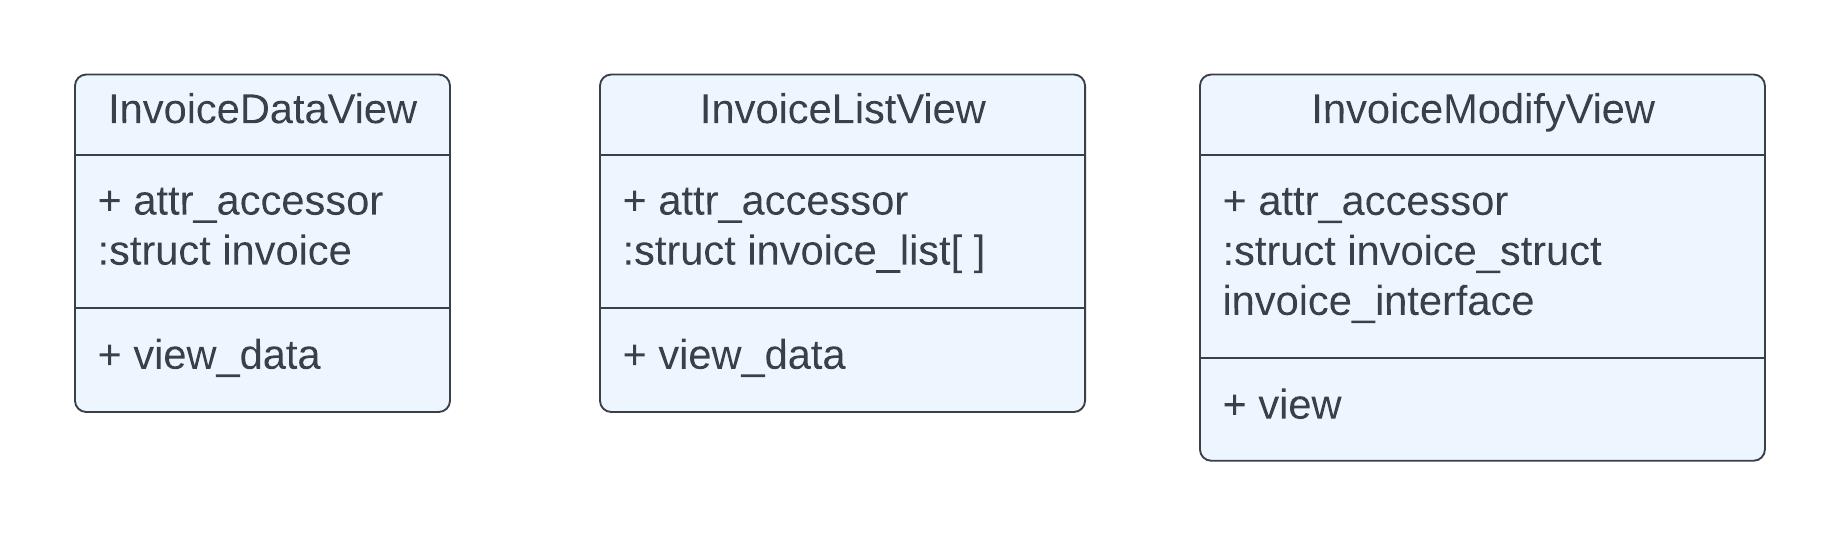 InvoiceDataView
+ attr_accessor
:struct invoice
+ view_data
InvoiceListView
+ attr_accessor
:struct invoice_list[ ]
+ view_data
InvoiceModifyView
+ attr_accessor
:struct invoice_struct
invoice_interface
+ view